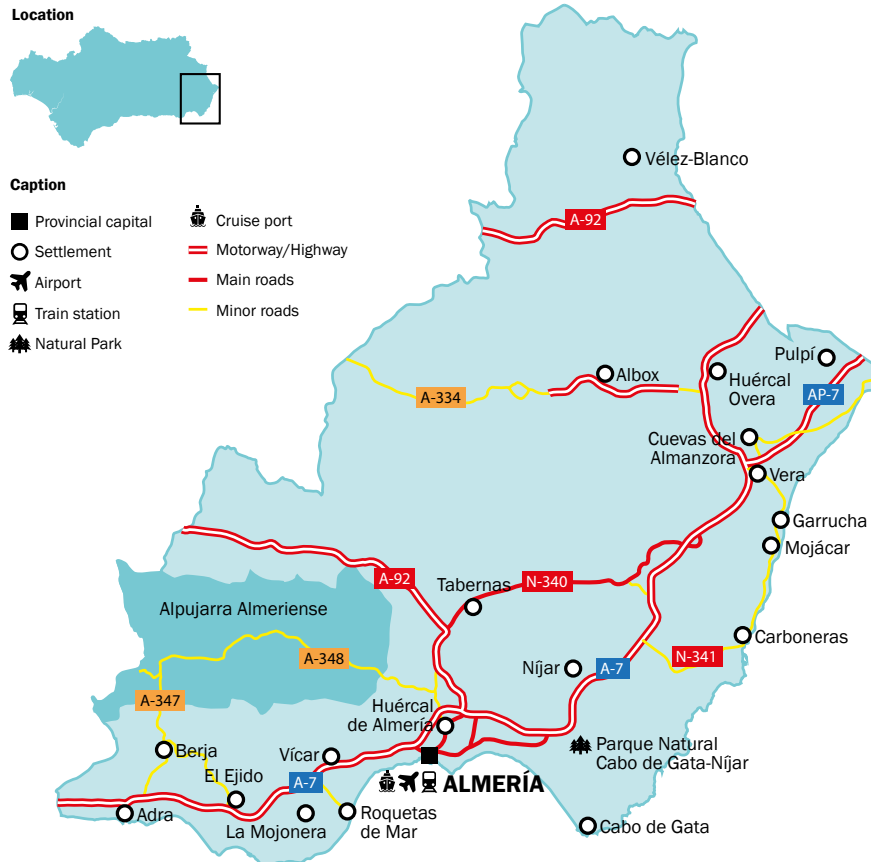 Location
Caption
Provincial capital
Settlement
Airport
Train station
Natural Park
Cruise port
Motorway/Highway
Main roads
Minor roads
Vélez-Blanco
A-92
Pulpí
Albox
Huércal
Overa
A-334
AP-7
Cuevas del
Almanzora
Vera
Garrucha
Mojácar
A-92
N-340
Tabernas
Alpujarra Almeriense
Carboneras
A-348
N-341
Níjar
A-7
A-347
Huércal
de Almería
Berja
Vícar
Parque Natural
Cabo de Gata-Níjar
El Ejido
A-7
ALMERÍA
Adra
La Mojonera
Roquetas
de Mar
Cabo de Gata